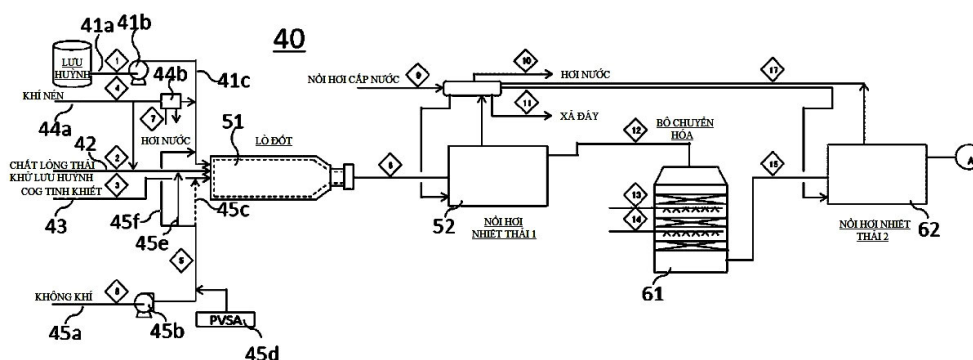 40
41a
41b
LƯU
HUỲNH
1
4
44b
41c
KHÍ NÉN
44a
7
HƠI NƯỚC
42
2
CHẤT LỎNG THẢI
KHỬ LƯU HUỲNH
3
COG TINH KHIẾT
43
45f
45e
45c
5
KHÔNG KHÍ
45a
45b
PVSA
45d
51
LÒ ĐỐT
NỒI HƠI CẤP NƯỚC
9
10
HƠI NƯỚC
11
XẢ ĐÁY
17
12
BỘ CHUYỂN
HÓA
52
NỒI HƠI
NHIỆT THẢI 1
13
14
61
15
62
NỒI HƠI NHIỆT
THẢI 2
A